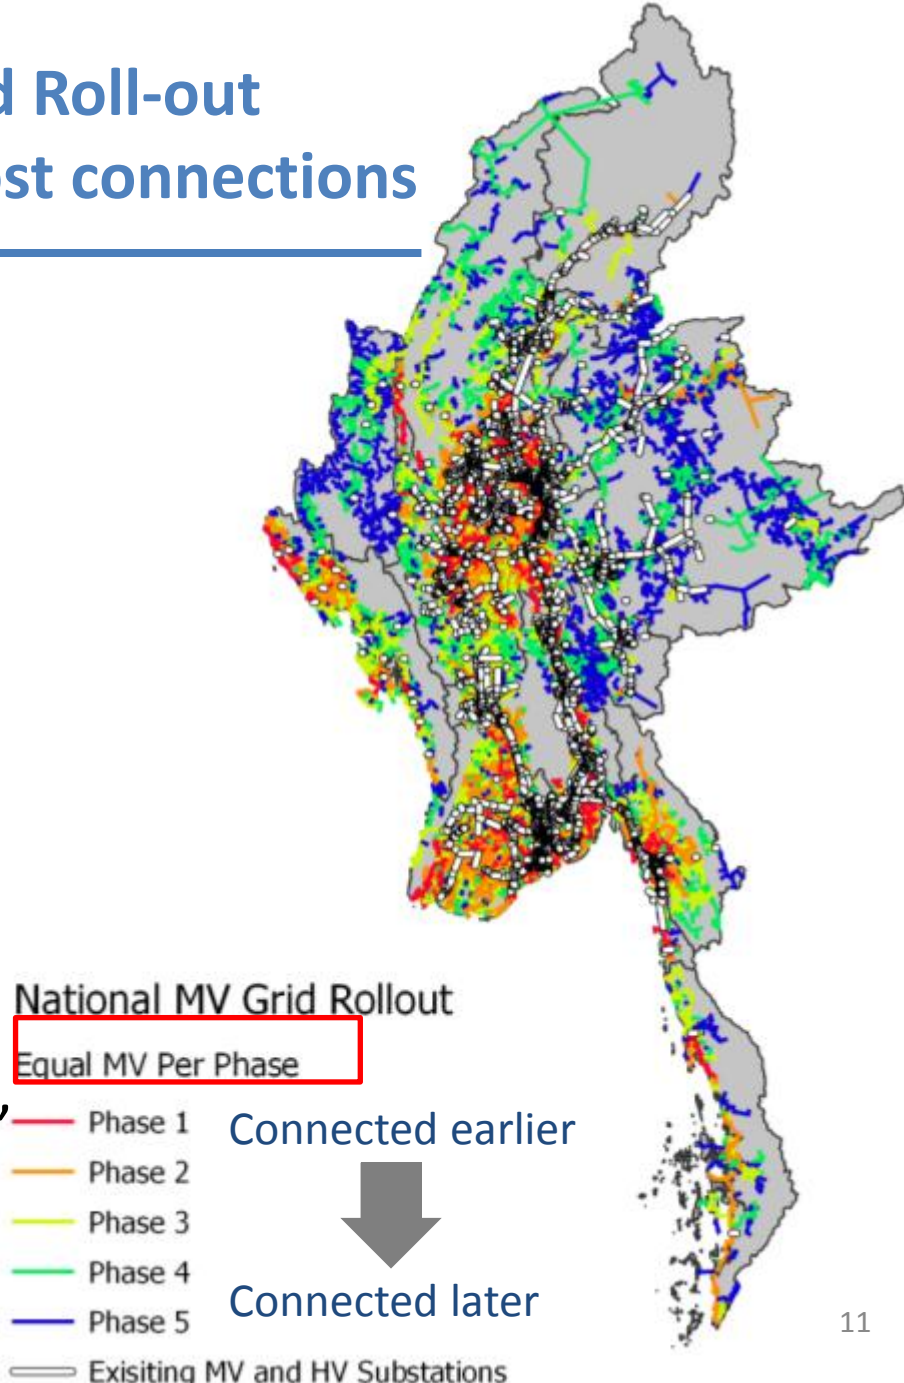 d Roll-out
ost connections
National MV Grid Rollout
Equal MV Per Phase
Phase 1
Connected earlier
Phase 2
Phase 3
Phase 4
Connected later
Phase 5
11
Exisiting MV and HV Substations